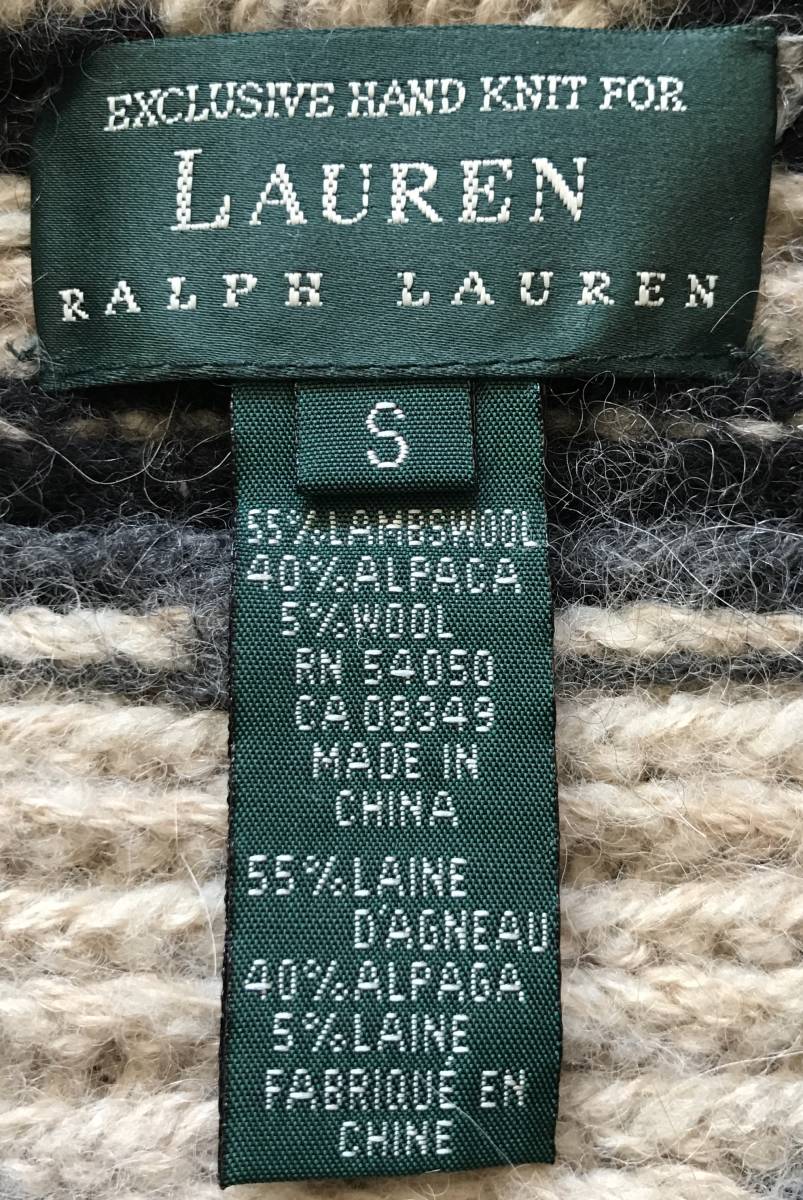 EXCLUSIVE HAND KNIT FOR
LAUREN
RALPH LAUREN
S
55%LAMBSWOOL
40%ALPACA
5%WOOL
RN 54050
CA 08349
MADE IN
CHINA
55%LAINE
D'AGNEAU
40%ALPAGA
5%LAINE
FABRIQUÉ EN
CHINE